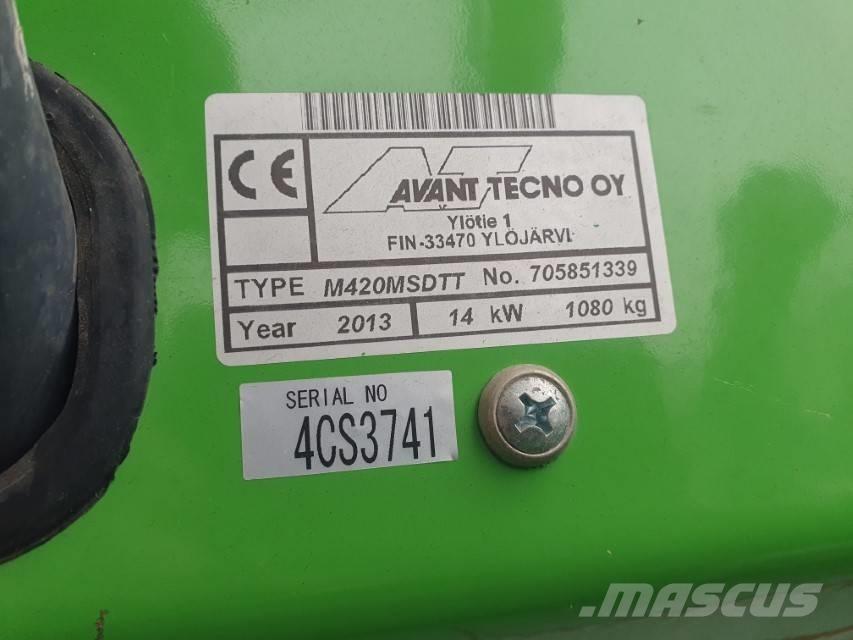 CE
AVANT TECNO OY
Ylötie 1
FIN-33470 YLÖJÄRVI
TYPE M420MSDTT No. 705851339
Year 2013 14 kW 1080 kg
SERIAL NO
4CS3741
MASCUS